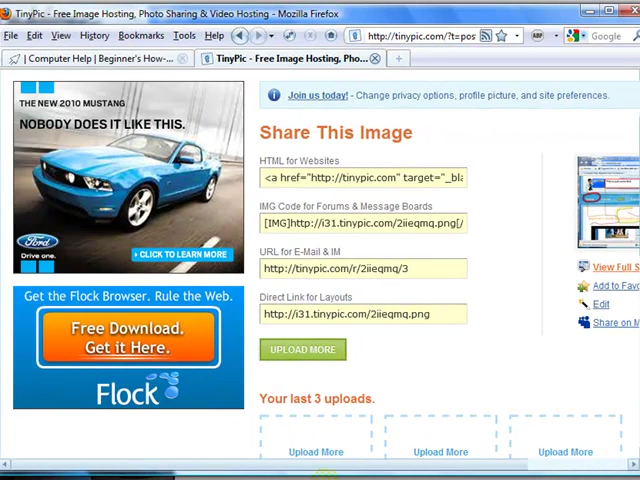 TinyPic - Free Image Hosting, Photo Sharing & Video Hosting - Mozilla Firefox
File Edit View History Bookmarks Tools Help
http://tinypic.com/?t=pos
ABP
Google
| Computer Help | Beginner's How-...
TinyPic - Free Image Hosting, Pho...
THE NEW 2010 MUSTANG
NOBODY DOES IT LIKE THIS.
Ford
Drive one.
CLICK TO LEARN MORE
Get the Flock Browser. Rule the Web.
Free Download.
Get it Here.
Flock
Join us today! - Change privacy options, profile picture, and site preferences.
Share This Image
HTML for Websites
<a href="http://tinypic.com" target="_bla
IMG Code for Forums & Message Boards
[IMG]http://i31.tinypic.com/2iieqmq.png[/
URL for E-Mail & IM
http://tinypic.com/r/2iieqmq/3
Direct Link for Layouts
http://i31.tinypic.com/2iieqmq.png
UPLOAD MORE
View Full S
Add to Favo
Edit
Share on M
Your last 3 uploads.
Upload More
Upload More
Upload More